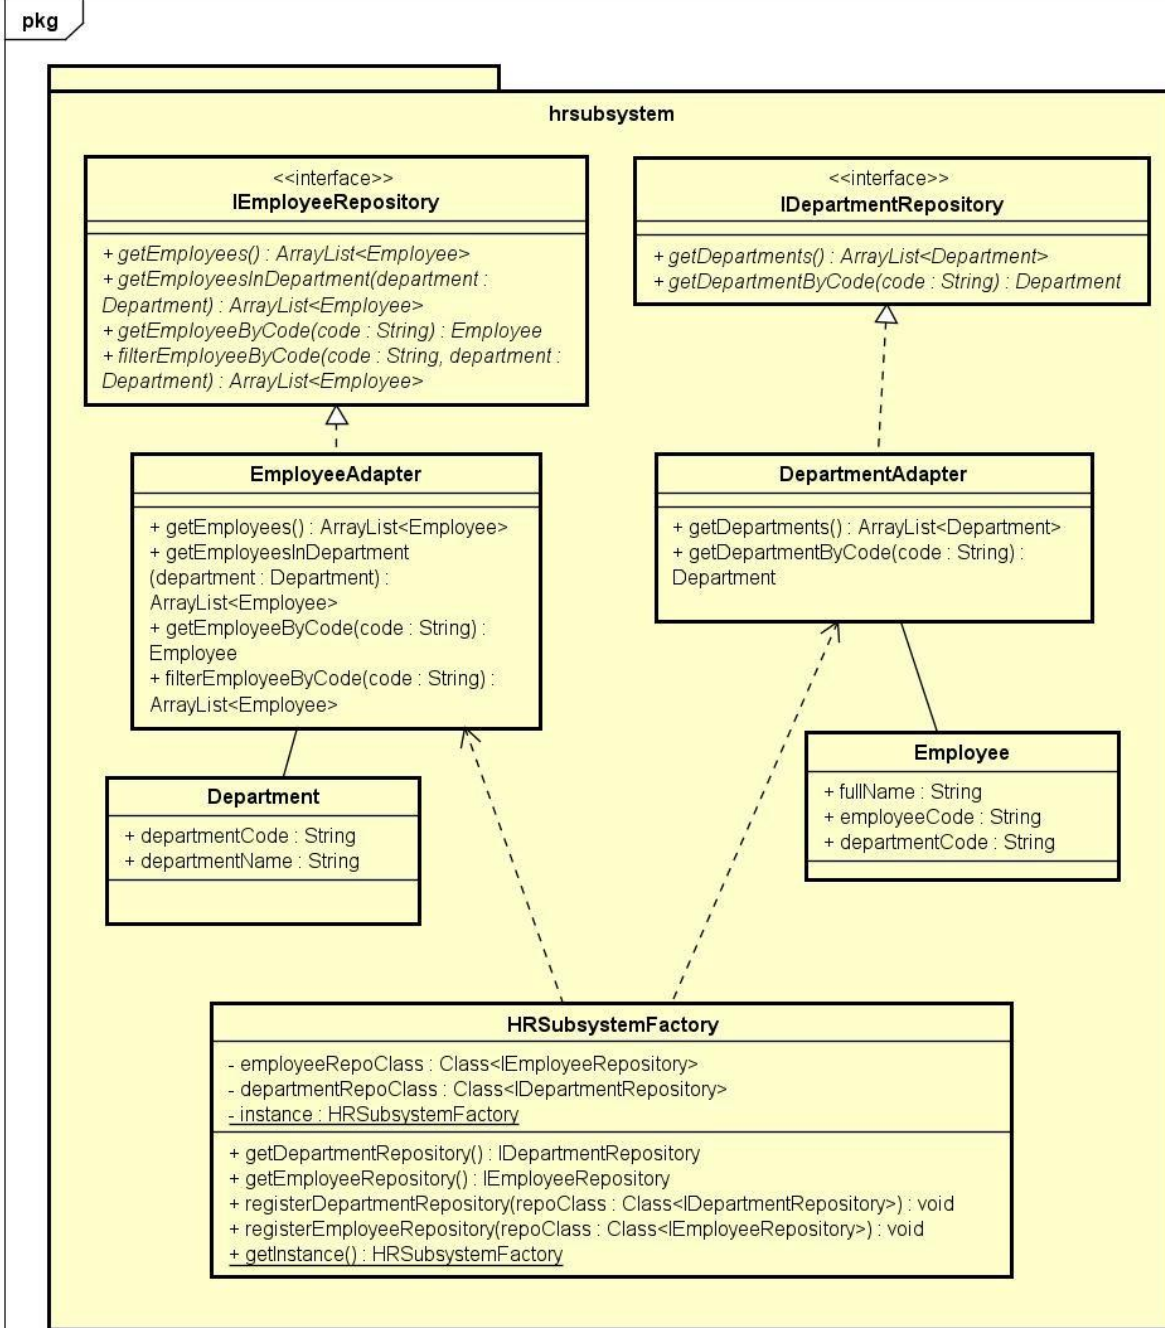 pkg
hrsubsystem
<<interface>>
IEmployeeRepository
+ getEmployees() : ArrayList<Employee>
+ getEmployeesInDepartment(department :
Department) : ArrayList<Employee>
+ getEmployeeByCode(code : String) : Employee
+ filterEmployeeByCode(code : String, department :
Department) : ArrayList<Employee>
<<interface>>
IDepartmentRepository
+ getDepartments() : ArrayList<Department>
+ getDepartmentByCode(code : String) : Department
EmployeeAdapter
+ getEmployees() : ArrayList<Employee>
+ getEmployeesInDepartment
(department : Department) :
ArrayList<Employee>
+ getEmployeeByCode(code : String) :
Employee
+ filterEmployeeByCode(code : String) :
ArrayList<Employee>
DepartmentAdapter
+ getDepartments() : ArrayList<Department>
+ getDepartmentByCode(code : String) :
Department
Department
+ departmentCode : String
+ departmentName : String
Employee
+ fullName : String
+ employeeCode : String
+ departmentCode : String
HRSubsystemFactory
- employeeRepoClass : Class<IEmployeeRepository>
- departmentRepoClass : Class<IDepartmentRepository>
- instance : HRSubsystemFactory
+ getDepartmentRepository() : IDepartmentRepository
+ getEmployeeRepository() : IEmployeeRepository
+ registerDepartmentRepository(repoClass : Class<IDepartmentRepository>) : void
+ registerEmployeeRepository(repoClass : Class<IEmployeeRepository>) : void
+ getInstance() : HRSubsystemFactory